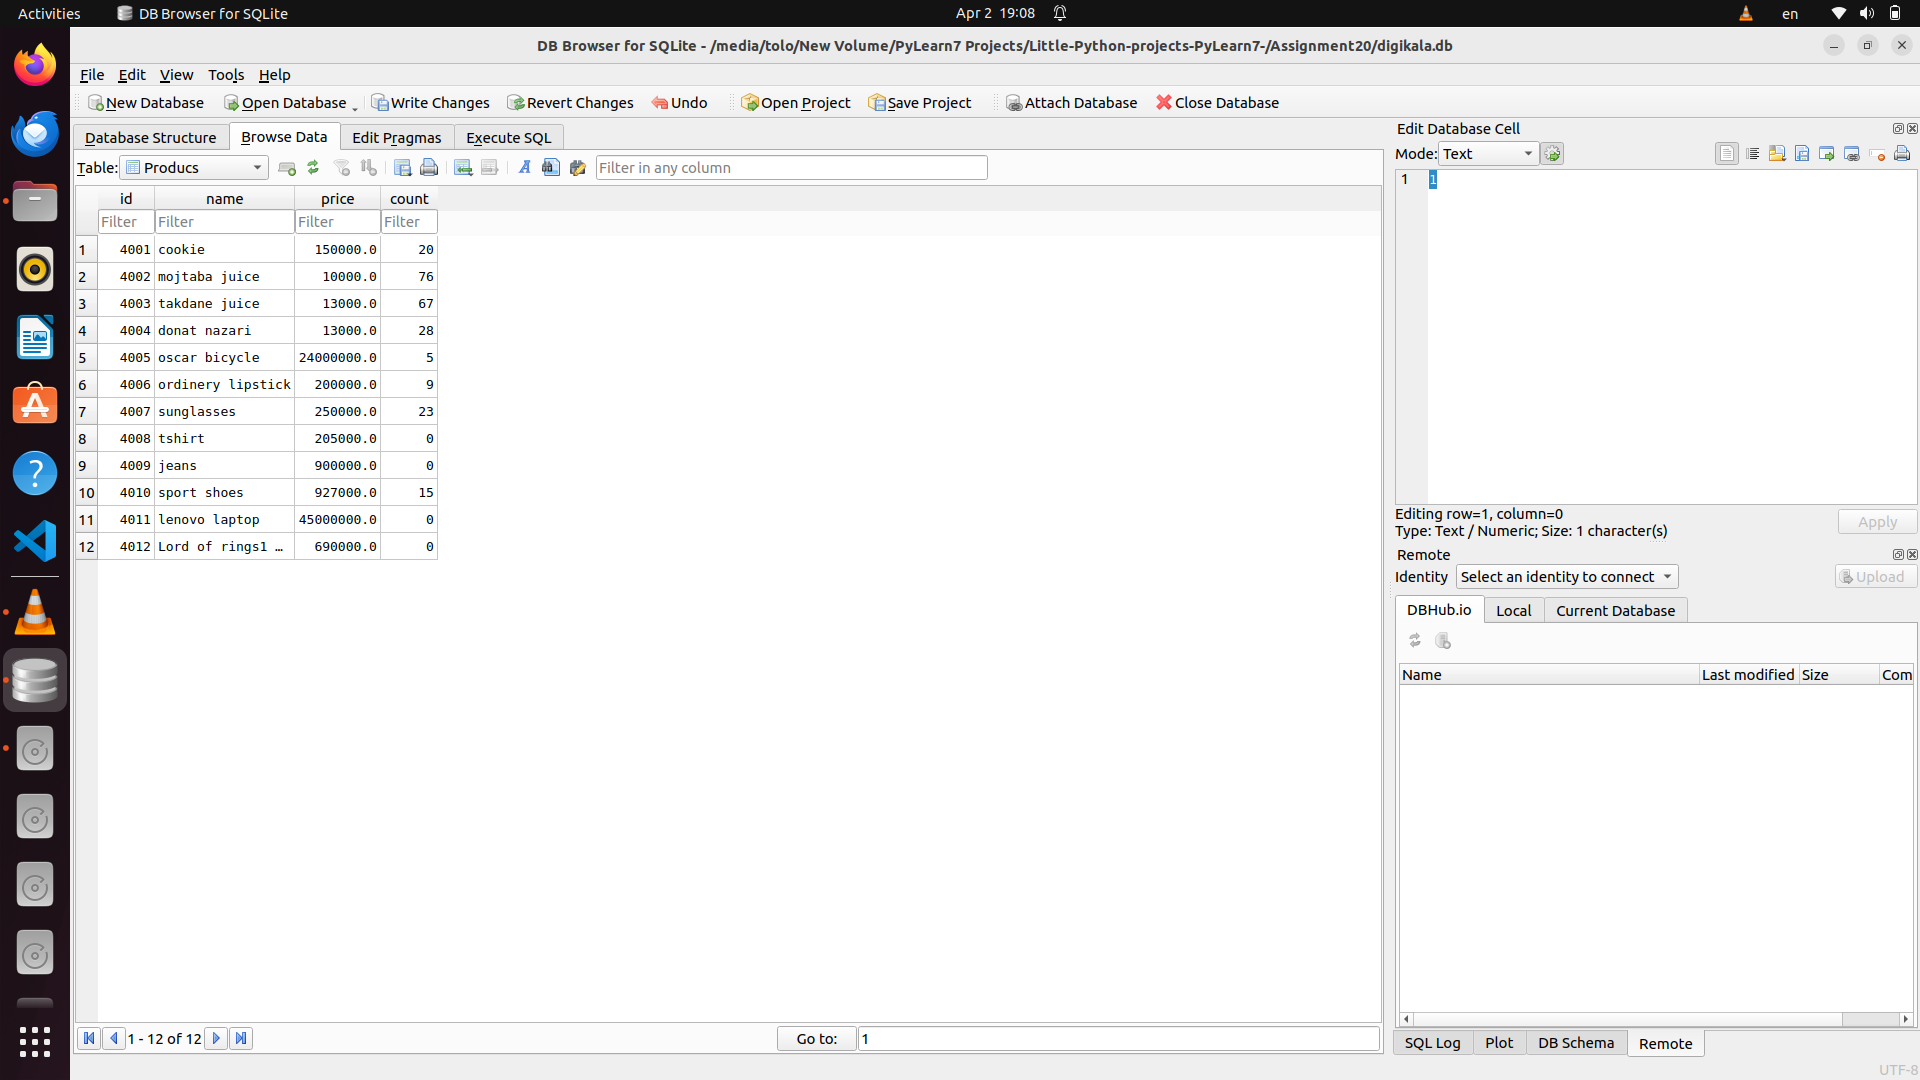 Activities DB Browser for SQLite Apr 2 19:08 en
DB Browser for SQLite - /media/tolo/New Volume/PyLearn7 Projects/Little-Python-projects-PyLearn7-/Assignment20/digikala.db
File Edit View Tools Help
New Database Open Database Write Changes Revert Changes Undo Open Project Save Project Attach Database Close Database
Database Structure Browse Data Edit Pragmas Execute SQL
Table: Producs Filter in any column
id name price count
Filter Filter Filter Filter
1 4001 cookie 150000.0 20
2 4002 mojtaba juice 10000.0 76
3 4003 takdane juice 13000.0 67
4 4004 donat nazari 13000.0 28
5 4005 oscar bicycle 24000000.0 5
6 4006 ordinery lipstick 200000.0 9
7 4007 sunglasses 250000.0 23
8 4008 tshirt 205000.0 0
9 4009 jeans 900000.0 0
10 4010 sport shoes 927000.0 15
11 4011 lenovo laptop 45000000.0 0
12 4012 Lord of rings1 … 690000.0 0
1 - 12 of 12 Go to: 1
Edit Database Cell
Mode: Text
1 1
Editing row=1, column=0
Type: Text / Numeric; Size: 1 character(s)
Apply
Remote
Identity Select an identity to connect Upload
DBHub.io Local Current Database
Name Last modified Size Com
SQL Log Plot DB Schema Remote
UTF-8